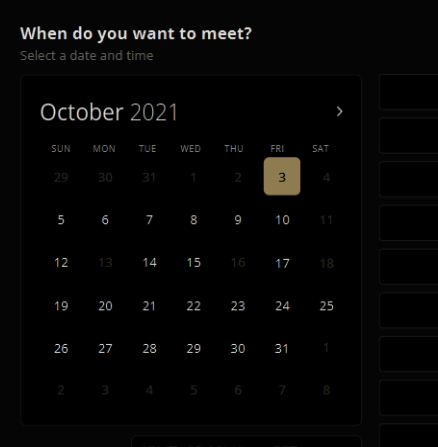 When do you want to meet?
Select a date and time
October 2021 >
SUN MON TUE WED THU FRI SAT
29 30 31 1 2 3 4
5 6 7 8 9 10 11
12 13 14 15 16 17 18
19 20 21 22 23 24 25
26 27 28 29 30 31 1
2 3 4 5 6 7 8